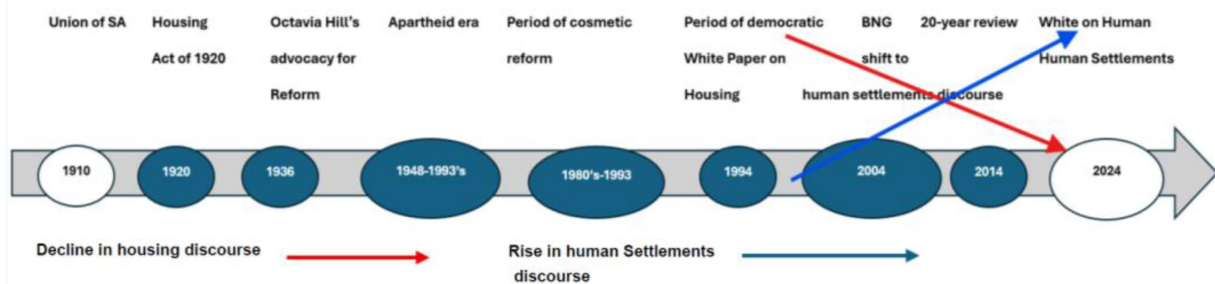 Union of SA
Housing
Act of 1920
Octavia Hill's
advocacy for
Reform
Apartheid era
Period of cosmetic
reform
Period of democratic
White Paper on
Housing
BNG
shift to
human settlements discourse
20-year review
White on Human
Human Settlements
1910
1920
1936
1948-1993's
1980's-1993
1994
2004
2014
2024
Decline in housing discourse
Rise in human Settlements
discourse